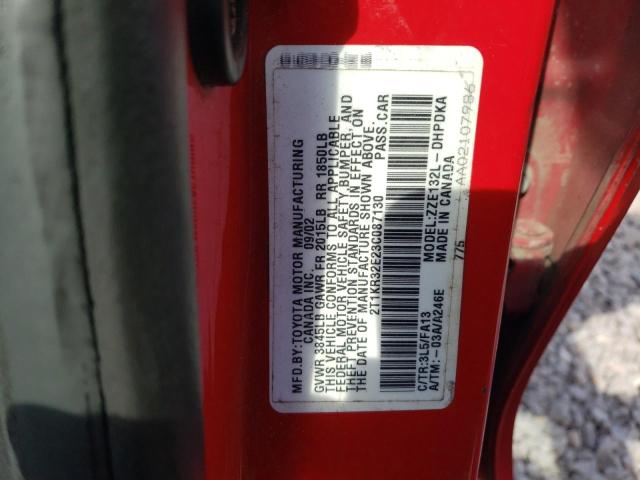 MFD.BY:TOYOTA MOTOR MANUFACTURING
CANADA INC. 09/02
GVWR 3845LB GAWR FR 2015LB RR 1850LB
THIS VEHICLE CONFORMS TO ALL APPLICABLE
FEDERAL MOTOR VEHICLE SAFETY, BUMPER, AND
THEFT PREVENTION STANDARDS IN EFFECT ON
THE DATE OF MANUFACTURE SHOWN ABOVE.
2T1KR32E23C087130 PASS.CAR
C/TR:3L5/FA13 MODEL:ZZE132L-DHPDKA
A/TM:-03A/A246E MADE IN CANADA
775
AA02107986